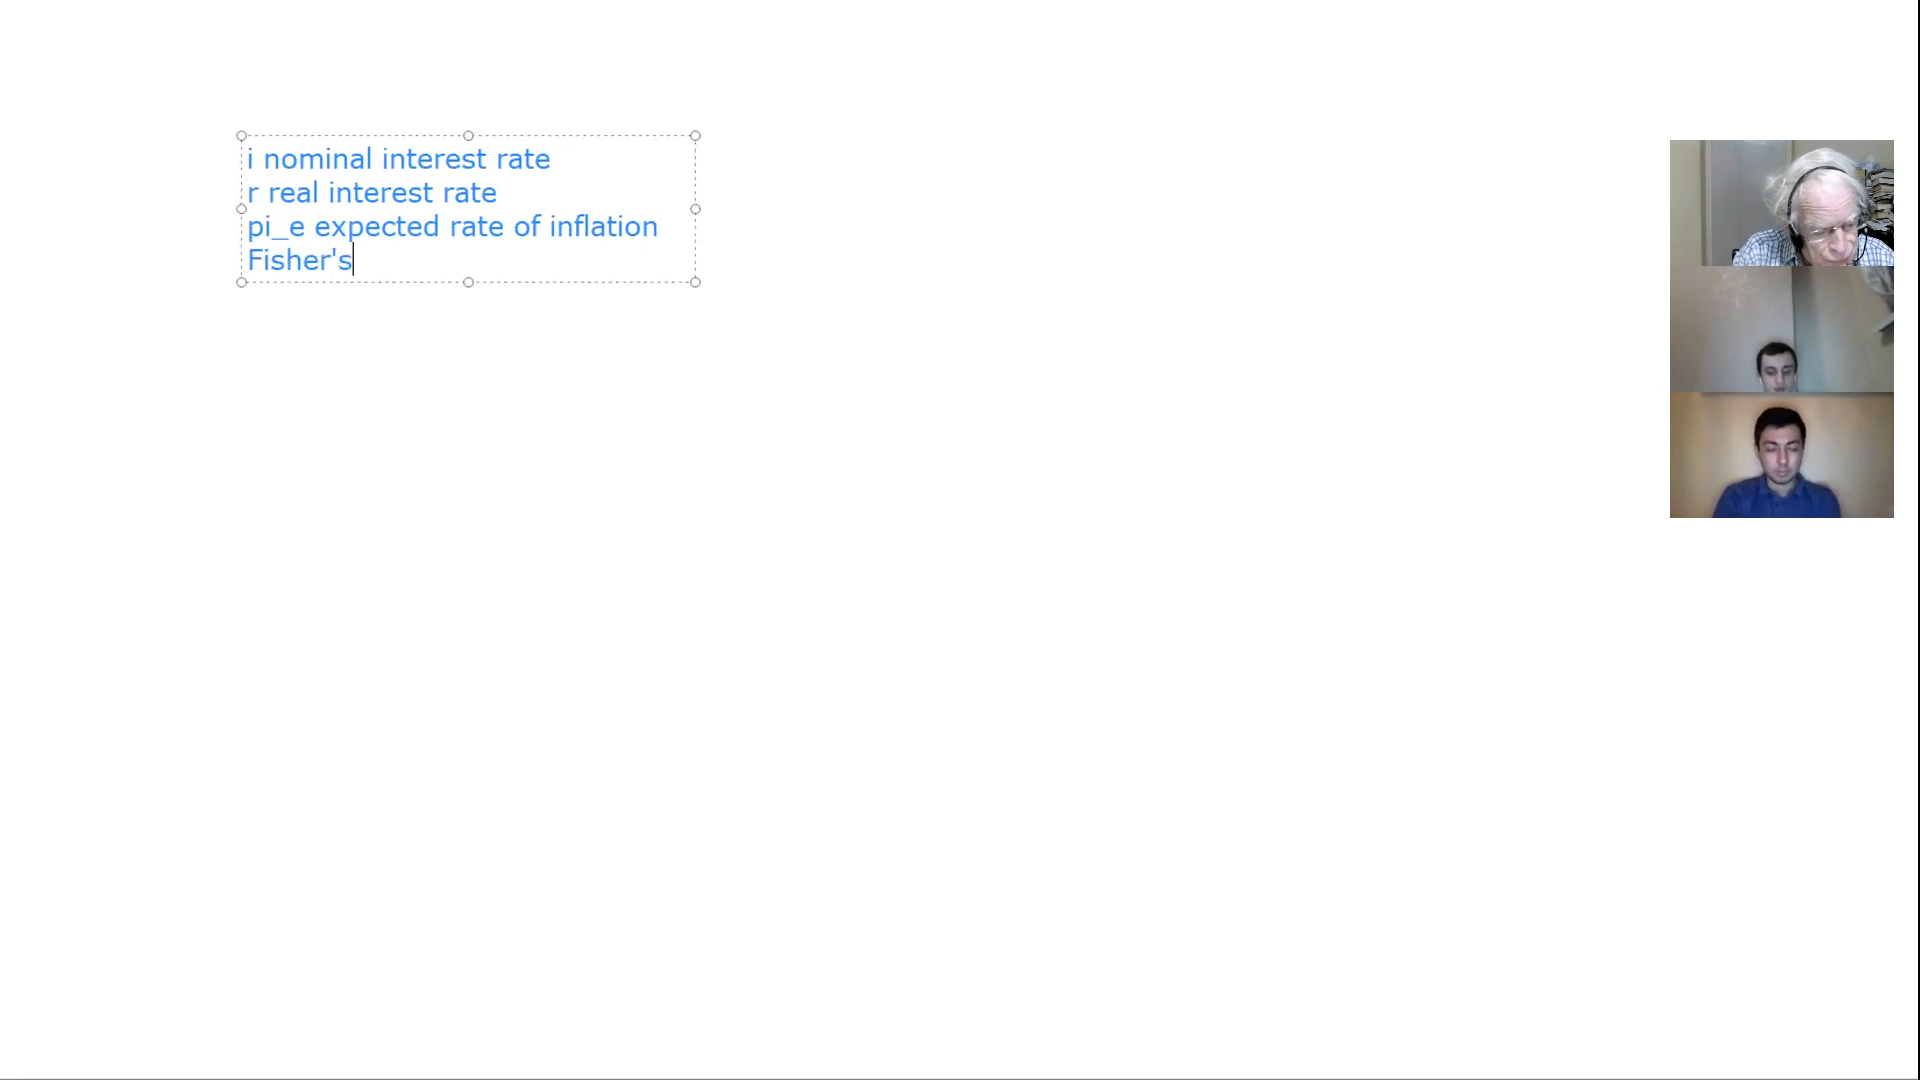 i nominal interest rate
r real interest rate
pi_e expected rate of inflation
Fisher's